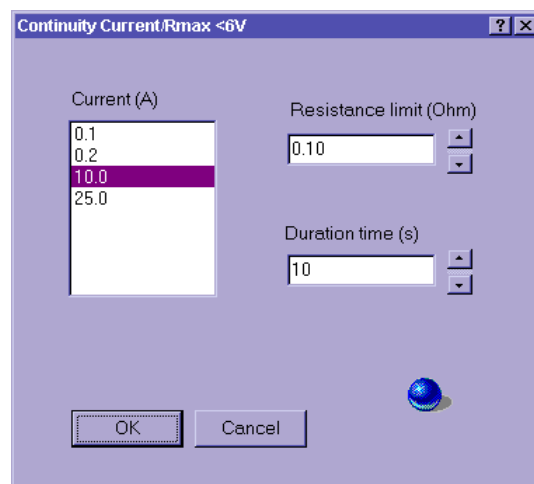 Continuity Current/Rmax <6V
Current (A)
0.1
0.2
10.0
25.0
Resistance limit (Ohm)
0.10
Duration time (s)
10
OK
Cancel